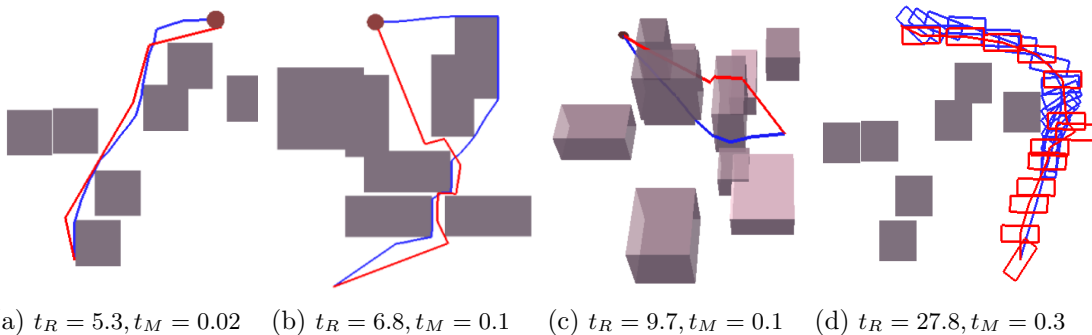 a) t_R = 5.3, t_M = 0.02 (b) t_R = 6.8, t_M = 0.1 (c) t_R = 9.7, t_M = 0.1 (d) t_R = 27.8, t_M = 0.3